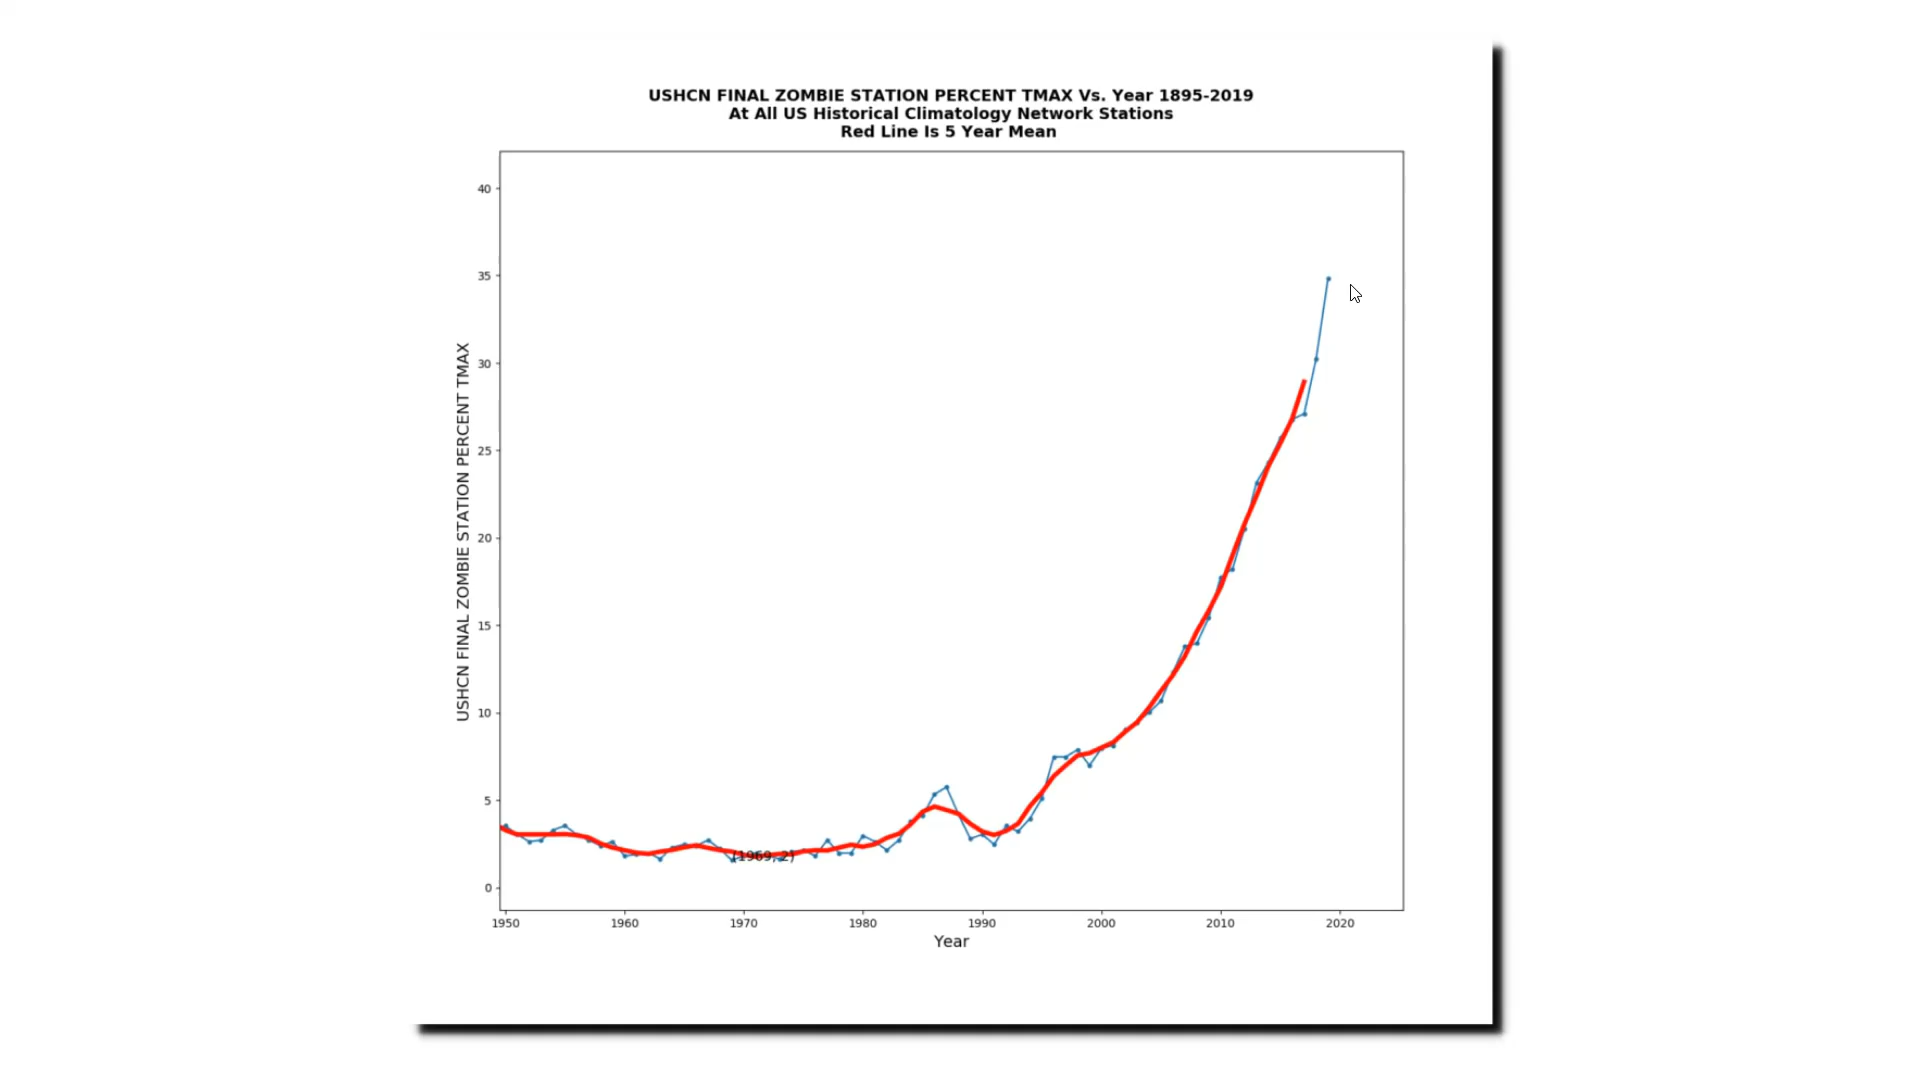 USHCN FINAL ZOMBIE STATION PERCENT TMAX Vs. Year 1895-2019
At All US Historical Climatology Network Stations
Red Line Is 5 Year Mean
USHCN FINAL ZOMBIE STATION PERCENT TMAX
40
35
30
25
20
15
10
5
0
(1969, 2)
1950 1960 1970 1980 1990 2000 2010 2020
Year